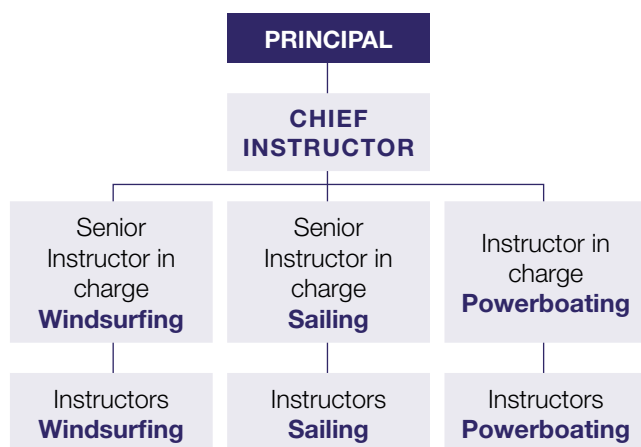 PRINCIPAL
CHIEF
INSTRUCTOR
Senior
Instructor in
charge
Windsurfing
Senior
Instructor in
charge
Sailing
Instructor in
charge
Powerboating
Instructors
Windsurfing
Instructors
Sailing
Instructors
Powerboating